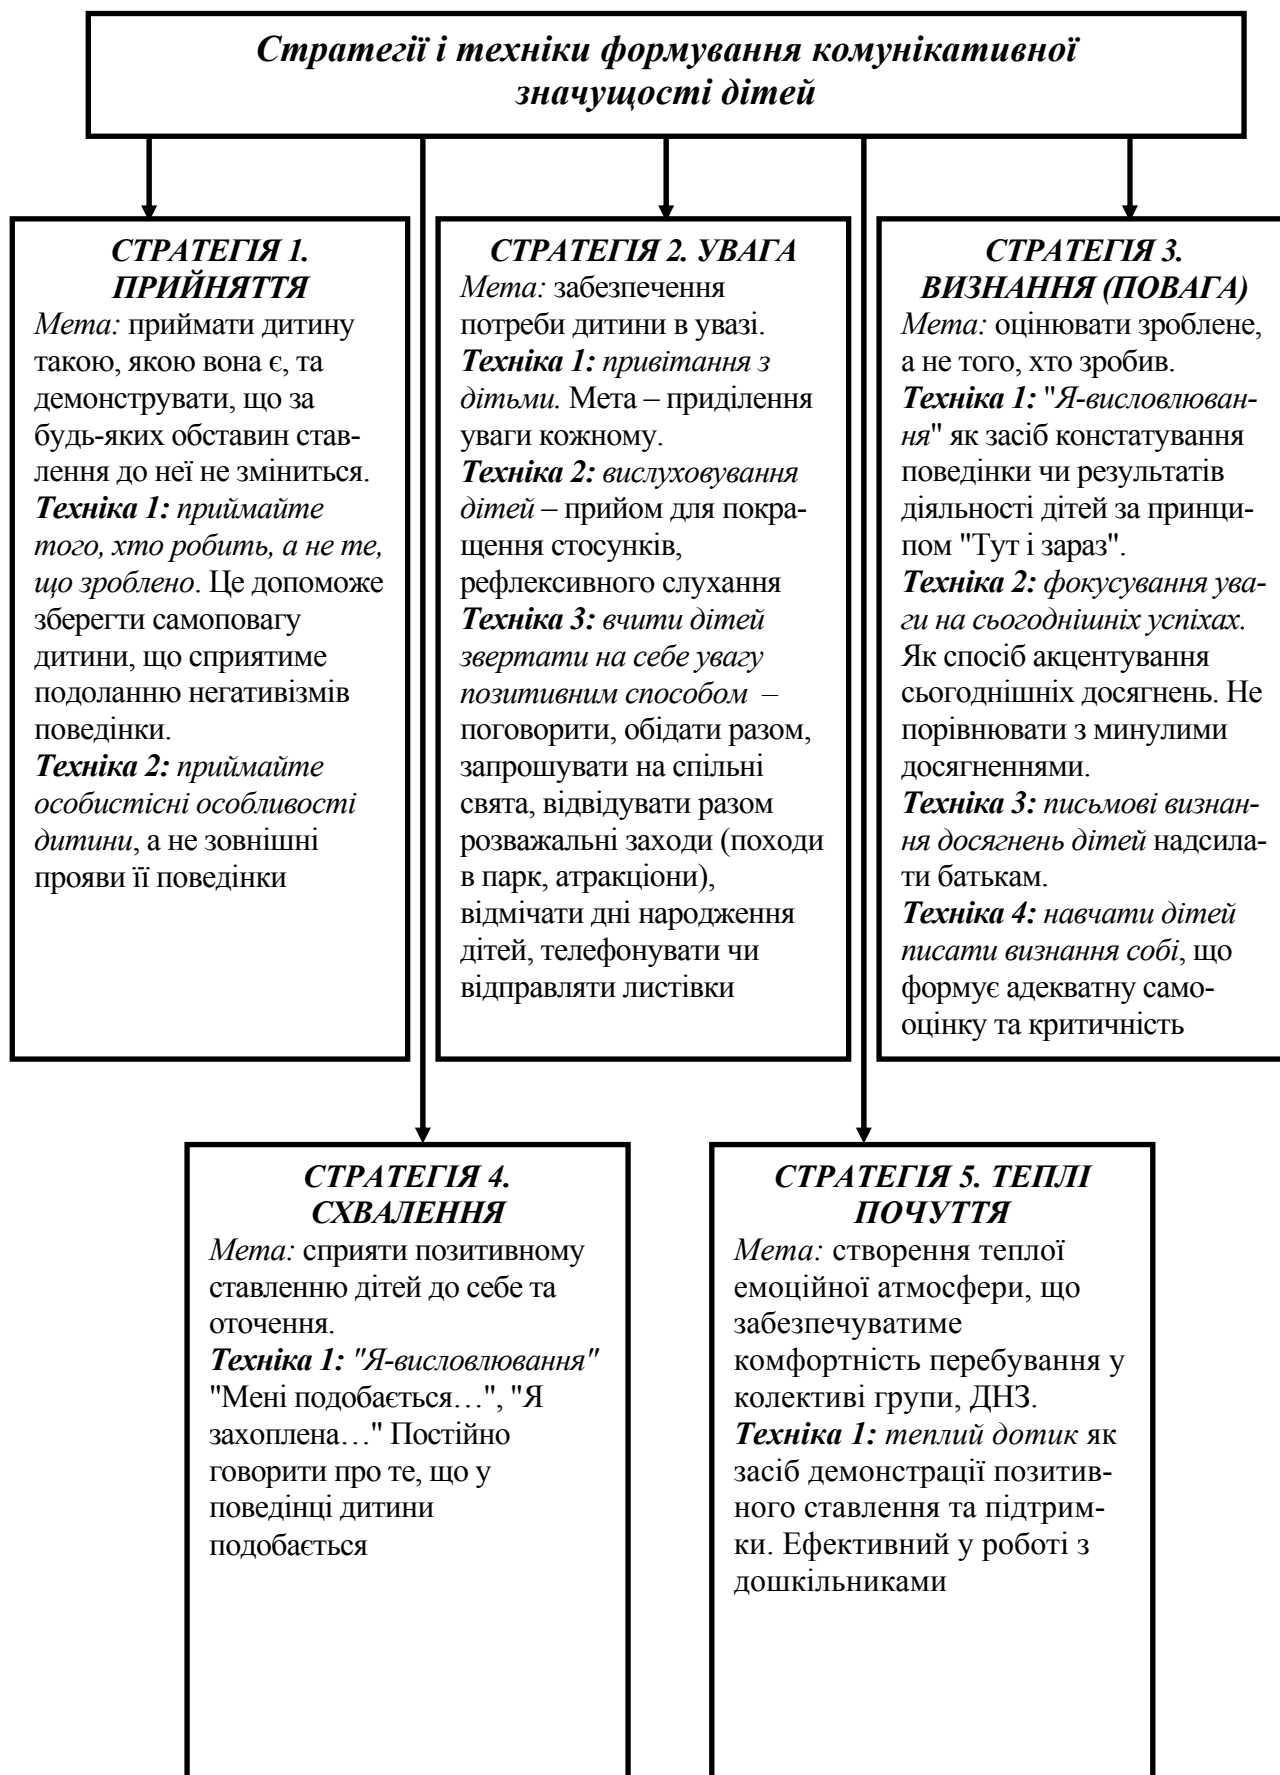 Стратегії і техніки формування комунікативної
значущості дітей
СТРАТЕГІЯ 1.
ПРИЙНЯТТЯ
Мета: приймати дитину
такою, якою вона є, та
демонструвати, що за
будь-яких обставин став-
лення до неї не зміниться.
Техніка 1: приймайте
того, хто робить, а не те,
що зроблено. Це допоможе
зберегти самоповагу
дитини, що сприятиме
подоланню негативізмів
поведінки.
Техніка 2: приймайте
особистісні особливості
дитини, а не зовнішні
прояви її поведінки
СТРАТЕГІЯ 2. УВАГА
Мета: забезпечення
потреби дитини в увазі.
Техніка 1: привітання з
дітьми. Мета – приділення
уваги кожному.
Техніка 2: вислуховування
дітей – прийом для покра-
щення стосунків,
рефлексивного слухання
Техніка 3: вчити дітей
звертати на себе увагу
позитивним способом –
поговорити, обідати разом,
запрошувати на спільні
свята, відвідувати разом
розважальні заходи (походи
в парк, атракціони),
відмічати дні народження
дітей, телефонувати чи
відправляти листівки
СТРАТЕГІЯ 3.
ВИЗНАННЯ (ПОВАГА)
Мета: оцінювати зроблене,
а не того, хто зробив.
Техніка 1: "Я-висловлюван-
ня" як засіб констатування
поведінки чи результатів
діяльності дітей за принци-
пом "Тут і зараз".
Техніка 2: фокусування ува-
ги на сьогоднішніх успіхах.
Як спосіб акцентування
сьогоднішніх досягнень. Не
порівнювати з минулими
досягненнями.
Техніка 3: письмові визнан-
ня досягнень дітей надсила-
ти батькам.
Техніка 4: навчати дітей
писати визнання собі, що
формує адекватну само-
оцінку та критичність
СТРАТЕГІЯ 4.
СХВАЛЕННЯ
Мета: сприяти позитивному
ставленню дітей до себе та
оточення.
Техніка 1: "Я-висловлювання"
"Мені подобається…", "Я
захоплена…" Постійно
говорити про те, що у
поведінці дитини
подобається
СТРАТЕГІЯ 5. ТЕПЛІ
ПОЧУТТЯ
Мета: створення теплої
емоційної атмосфери, що
забезпечуватиме
комфортність перебування у
колективі групи, ДНЗ.
Техніка 1: теплий дотик як
засіб демонстрації позитив-
ного ставлення та підтрим-
ки. Ефективний у роботі з
дошкільниками